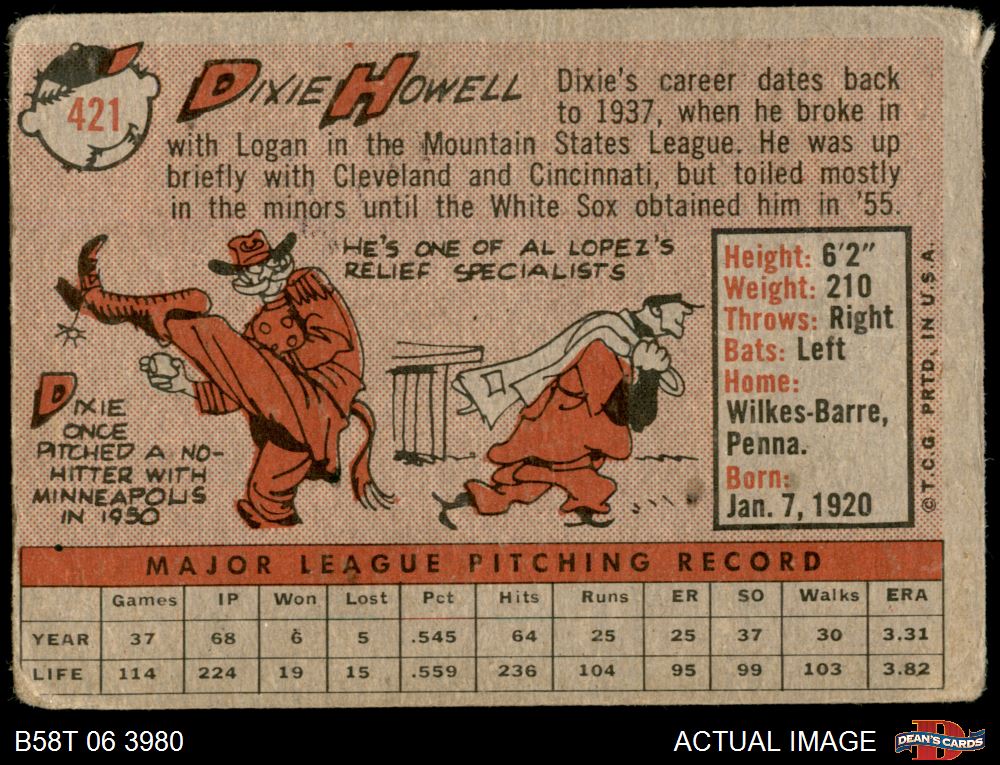 421
DIXIE HOWELL
Dixie's career dates back
to 1937, when he broke in
with Logan in the Mountain States League. He was up
briefly with Cleveland and Cincinnati, but toiled mostly
in the minors until the White Sox obtained him in '55.
HE'S ONE OF AL LOPEZ'S
RELIEF SPECIALISTS
DIXIE
ONCE
PITCHED A NO-
HITTER WITH
MINNEAPOLIS
IN 1950
Height: 6'2"
Weight: 210
Throws: Right
Bats: Left
Home:
Wilkes-Barre,
Penna.
Born:
Jan. 7, 1920
© T.C.G. PRTD. IN U.S.A.
MAJOR LEAGUE PITCHING RECORD
Games IP Won Lost Pct Hits Runs ER SO Walks ERA
YEAR 37 68 6 5 .545 64 25 25 37 30 3.31
LIFE 114 224 19 15 .559 236 104 95 99 103 3.82
B58T 06 3980
ACTUAL IMAGE
DEAN'S CARDS